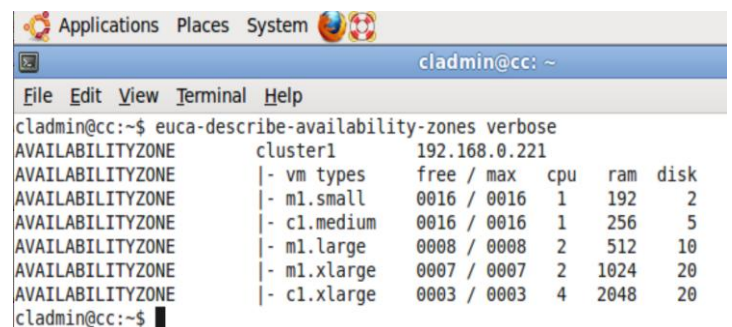 Applications Places System
cladmin@cc: ~
File Edit View Terminal Help
cladmin@cc:~$ euca-describe-availability-zones verbose
AVAILABILITYZONE cluster1 192.168.0.221
AVAILABILITYZONE |- vm types free / max cpu ram disk
AVAILABILITYZONE |- m1.small 0016 / 0016 1 192 2
AVAILABILITYZONE |- c1.medium 0016 / 0016 1 256 5
AVAILABILITYZONE |- m1.large 0008 / 0008 2 512 10
AVAILABILITYZONE |- m1.xlarge 0007 / 0007 2 1024 20
AVAILABILITYZONE |- c1.xlarge 0003 / 0003 4 2048 20
cladmin@cc:~$